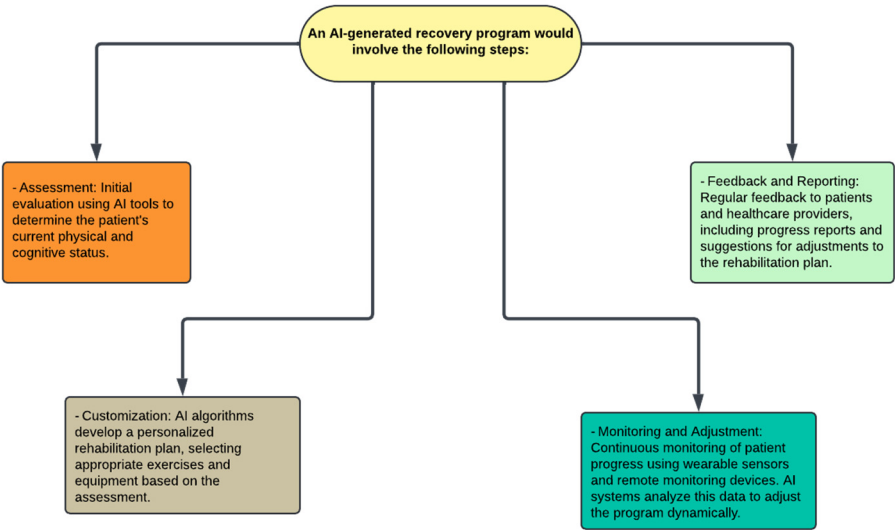 An AI-generated recovery program would
involve the following steps:
- Assessment: Initial
evaluation using AI tools to
determine the patient's
current physical and
cognitive status.
- Feedback and Reporting:
Regular feedback to patients
and healthcare providers,
including progress reports and
suggestions for adjustments to
the rehabilitation plan.
- Customization: AI algorithms
develop a personalized
rehabilitation plan, selecting
appropriate exercises and
equipment based on the
assessment.
- Monitoring and Adjustment:
Continuous monitoring of patient
progress using wearable sensors
and remote monitoring devices. AI
systems analyze this data to adjust
the program dynamically.